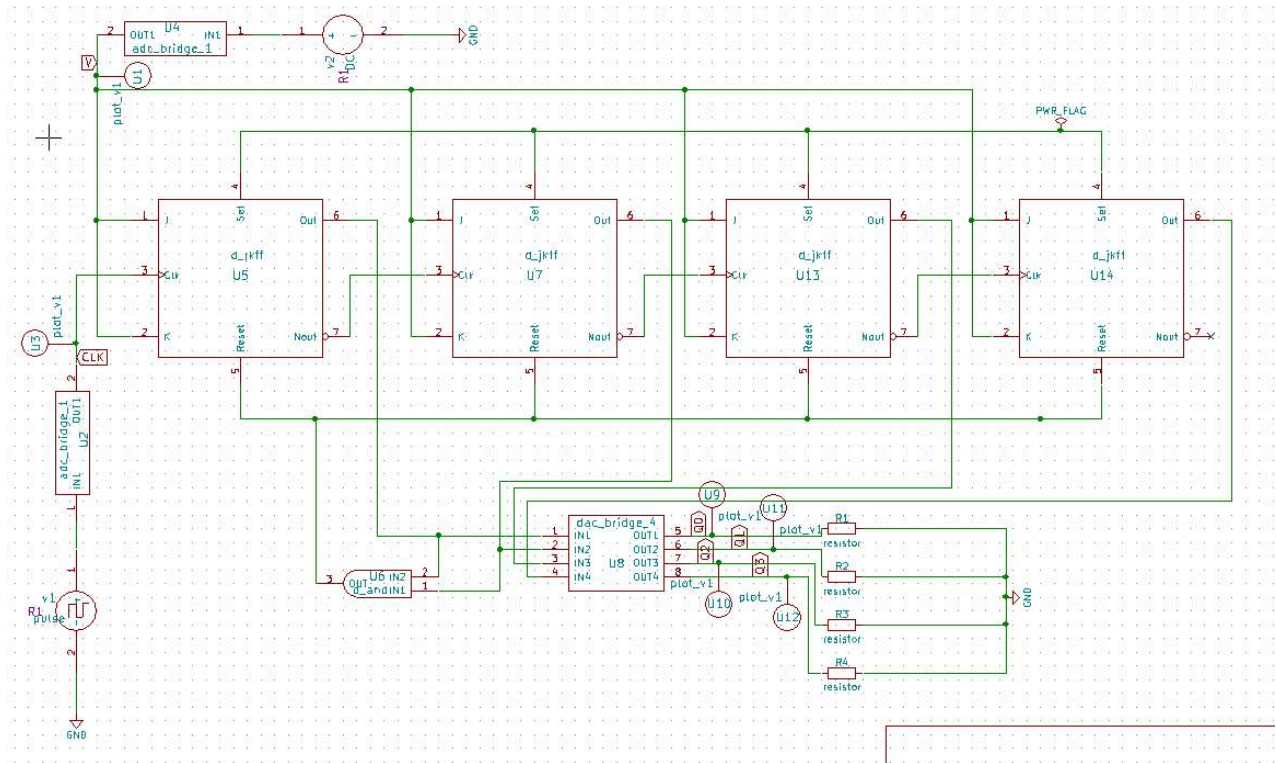 2 OUT1 U4 IN1 1
adc_bridge_1
1 + - 2
v2
DC
R1
GND
V
U1
plot_v1
PWR_FLAG
4 4 4 4
Set Set Set Set
1 J Out 6
1 J Out 6
1 J Out 6
1 J Out 6
d_jkff
d_jkff
d_jkff
d_jkff
3 Clk U5
3 Clk U7
3 Clk U13
3 Clk U14
2 K Nout 7
2 K Nout 7
2 K Nout 7
2 K Nout 7
Reset Reset Reset Reset
5 5 5 5
plot_v1
U3
CLK
2
OUT1
adc_bridge_1
U2
IN1
1
1
v1
R1
pulse
2
GND
dac_bridge_4
1 IN1 OUT1 5
2 IN2 OUT2 6
3 IN3 OUT3 7
4 IN4 OUT4 8
U8
3 OUT U6 IN2 2
d_and IN1 1
Q0
U9
plot_v1
Q1
U11
plot_v1
Q2
U10
plot_v1
Q3
U12
plot_v1
R1
resistor
R2
resistor
R3
resistor
R4
resistor
GND